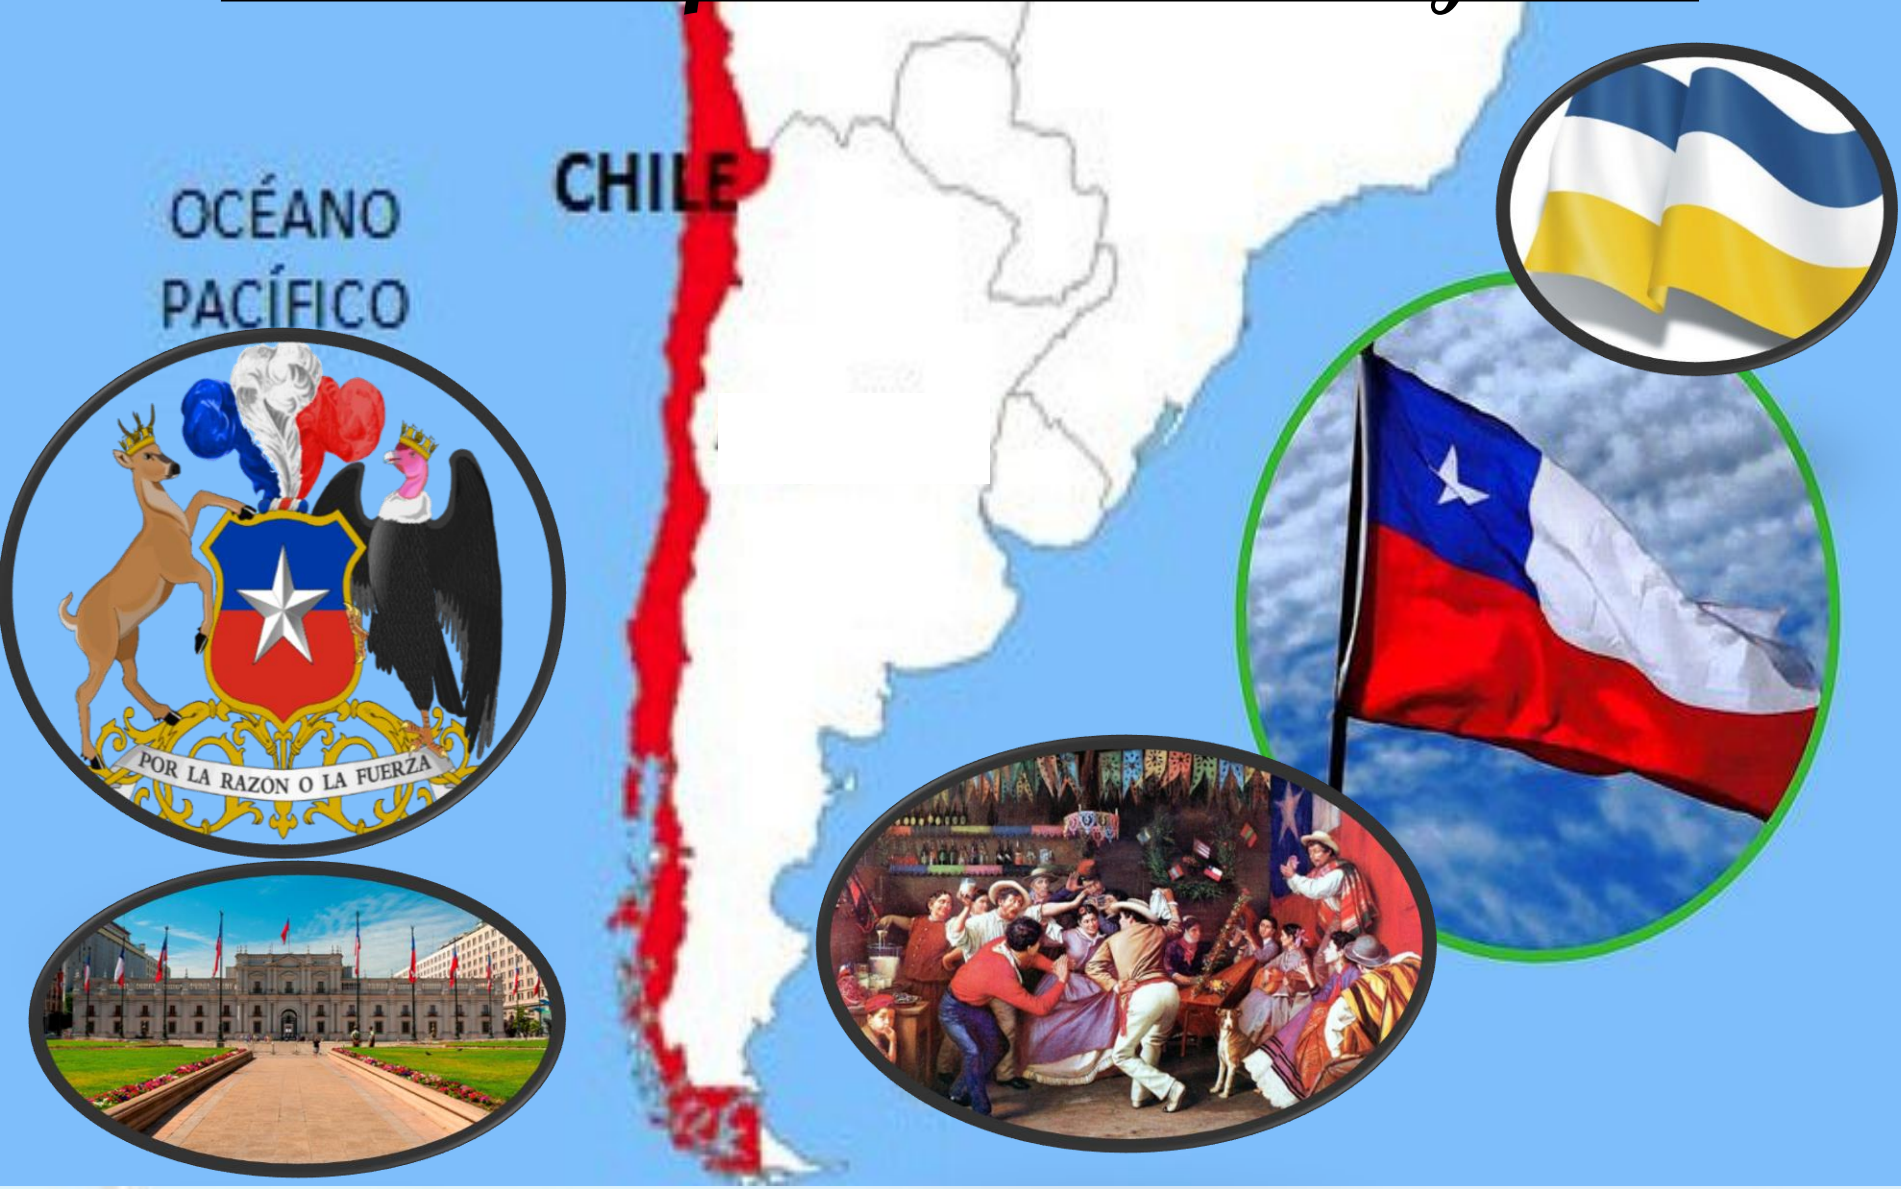 CHILE
OCÉANO
PACÍFICO
POR LA RAZÓN O LA FUERZA